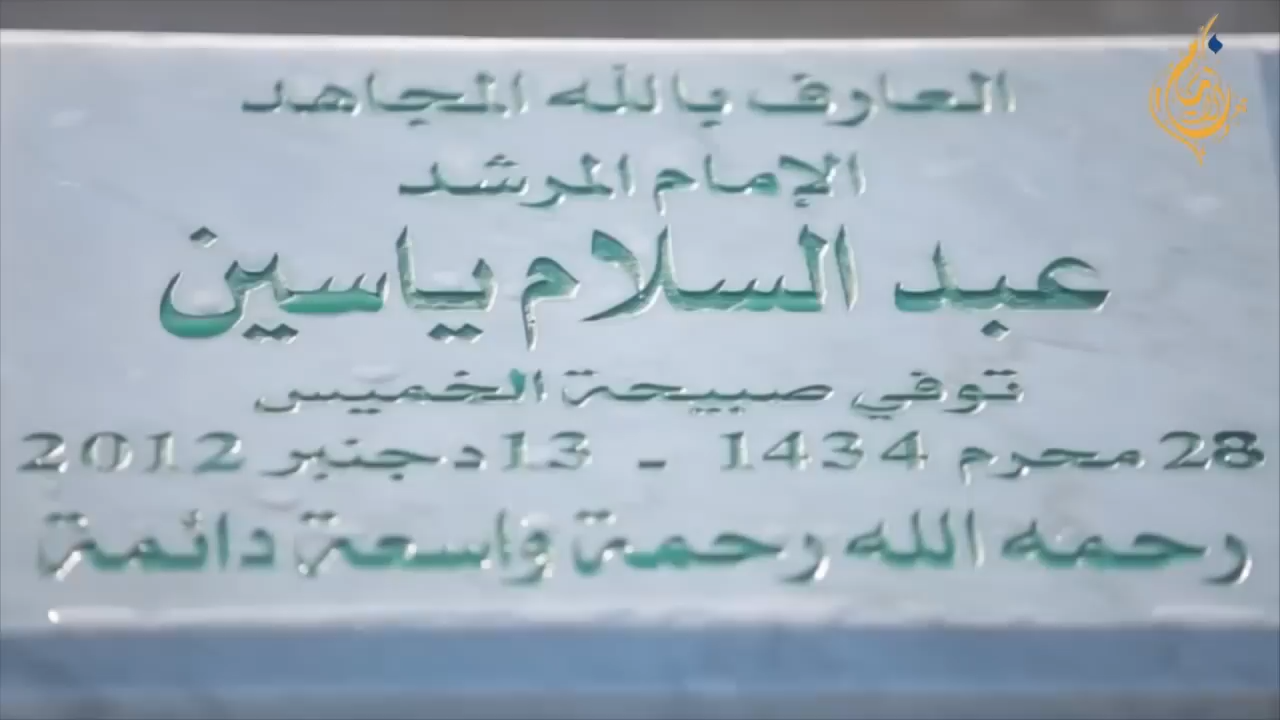 العارف بالله المجاهد
الإمام المرشد
عبد السلام ياسين
توفي صبيحة الخميس
28 محرم 1434 - 13 دجنبر 2012
رحمه الله رحمة واسعة دائمة